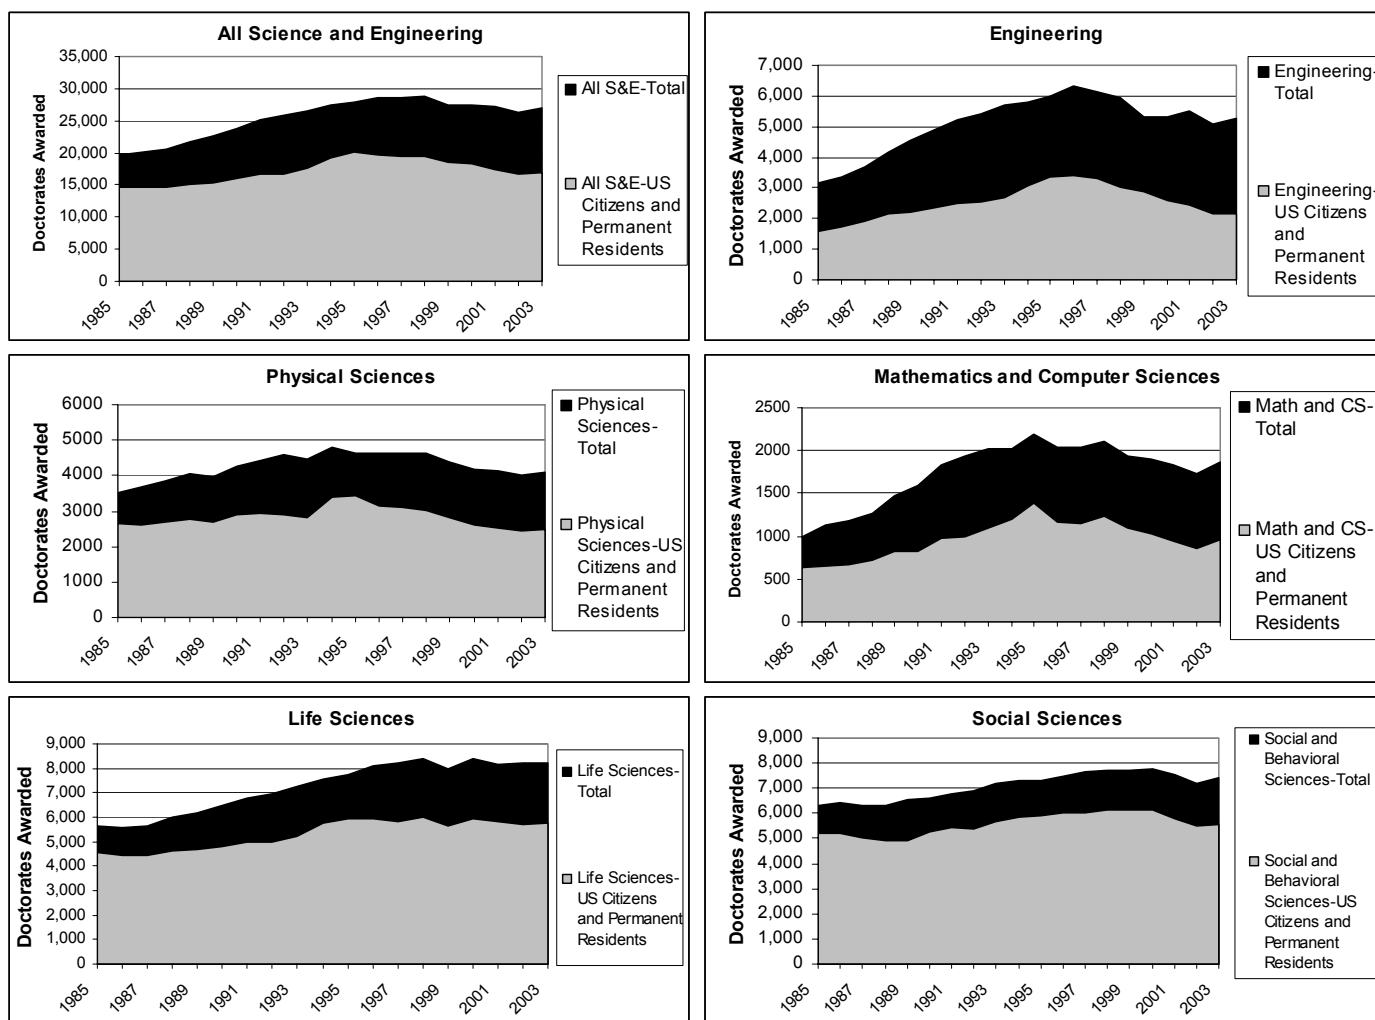 All Science and Engineering
Doctorates Awarded
35,000
30,000
25,000
20,000
15,000
10,000
5,000
0
1985
1987
1989
1991
1993
1995
1997
1999
2001
2003
All S&E-Total
All S&E-US
Citizens and
Permanent
Residents
Engineering
Doctorates Awarded
7,000
6,000
5,000
4,000
3,000
2,000
1,000
0
1985
1987
1989
1991
1993
1995
1997
1999
2001
2003
Engineering-
Total
Engineering-
US Citizens
and
Permanent
Residents
Physical Sciences
Doctorates Awarded
6000
5000
4000
3000
2000
1000
0
1985
1987
1989
1991
1993
1995
1997
1999
2001
2003
Physical
Sciences-
Total
Physical
Sciences-US
Citizens and
Permanent
Residents
Mathematics and Computer Sciences
Doctorates Awarded
2500
2000
1500
1000
500
0
1985
1987
1989
1991
1993
1995
1997
1999
2001
2003
Math and CS-
Total
Math and CS-
US Citizens
and
Permanent
Residents
Life Sciences
Doctorates Awarded
9,000
8,000
7,000
6,000
5,000
4,000
3,000
2,000
1,000
0
1985
1987
1989
1991
1993
1995
1997
1999
2001
2003
Life Sciences-
Total
Life Sciences-
US Citizens
and Permanent
Residents
Social Sciences
Doctorates Awarded
9,000
8,000
7,000
6,000
5,000
4,000
3,000
2,000
1,000
0
1985
1987
1989
1991
1993
1995
1997
1999
2001
2003
Social and
Behavioral
Sciences-Total
Social and
Behavioral
Sciences-US
Citizens and
Permanent
Residents